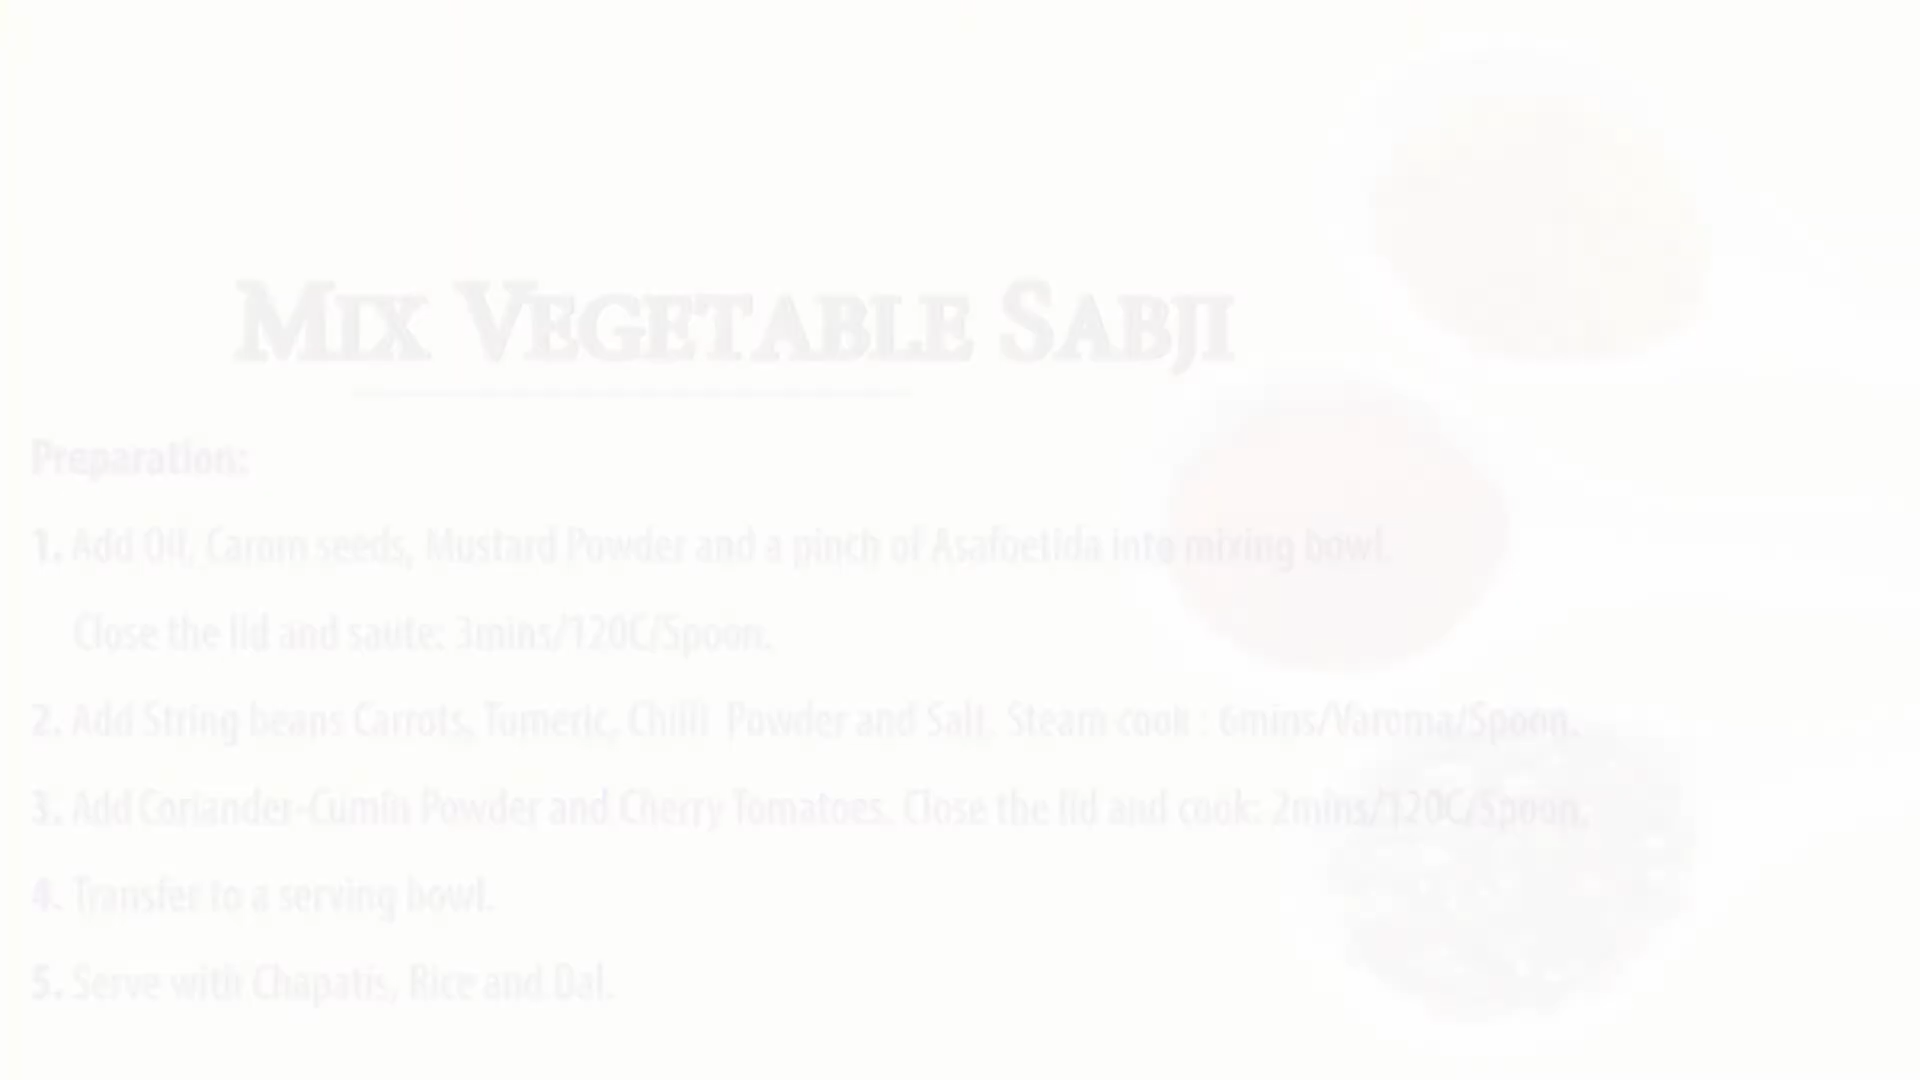 MIX VEGETABLE SABJI
Preparation:
1. Add Oil, Carom seeds, Mustard Powder and a pinch of Asafoetida into mixing bowl.
Close the lid and saute: 3mins/120C/Spoon.
2. Add String beans Carrots, Tumeric, Chilli Powder and Salt. Steam cook : 6mins/Varoma/Spoon.
3. Add Coriander-Cumin Powder and Cherry Tomatoes. Close the lid and cook: 2mins/120C/Spoon.
4. Transfer to a serving bowl.
5. Serve with Chapatis, Rice and Dal.